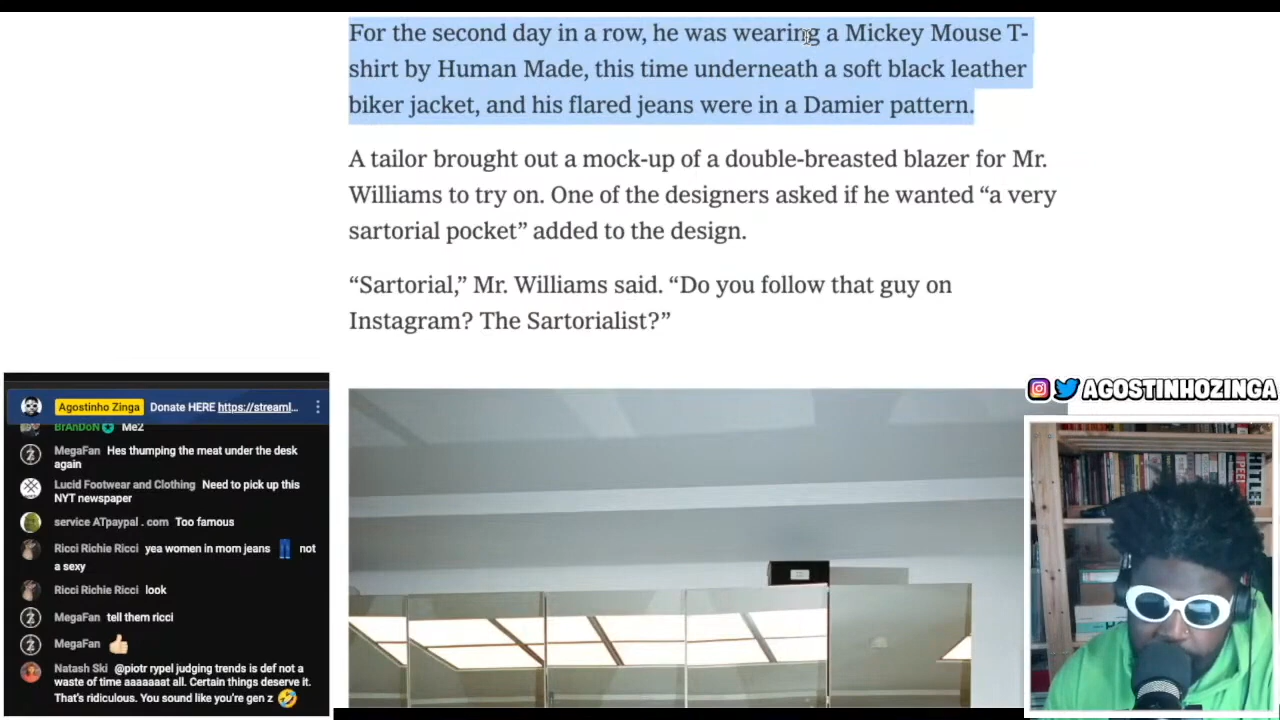 For the second day in a row, he was wearing a Mickey Mouse T-
shirt by Human Made, this time underneath a soft black leather
biker jacket, and his flared jeans were in a Damier pattern.
A tailor brought out a mock-up of a double-breasted blazer for Mr.
Williams to try on. One of the designers asked if he wanted “a very
sartorial pocket” added to the design.
“Sartorial,” Mr. Williams said. “Do you follow that guy on
Instagram? The Sartorialist?”
Agostinho Zinga Donate HERE https://streaml...
BrAnDoN Me2
MegaFan Hes thumping the meat under the desk
again
Lucid Footwear and Clothing Need to pick up this
NYT newspaper
service ATpaypal . com Too famous
Ricci Richie Ricci yea women in mom jeans 👖 not
a sexy
Ricci Richie Ricci look
MegaFan tell them ricci
MegaFan 👍🏻
Natash Ski @piotr rypel judging trends is def not a
waste of time aaaaaaat all. Certain things deserve it.
That's ridiculous. You sound like you're gen z 🤣
AGOSTINHOZINGA
HITLER